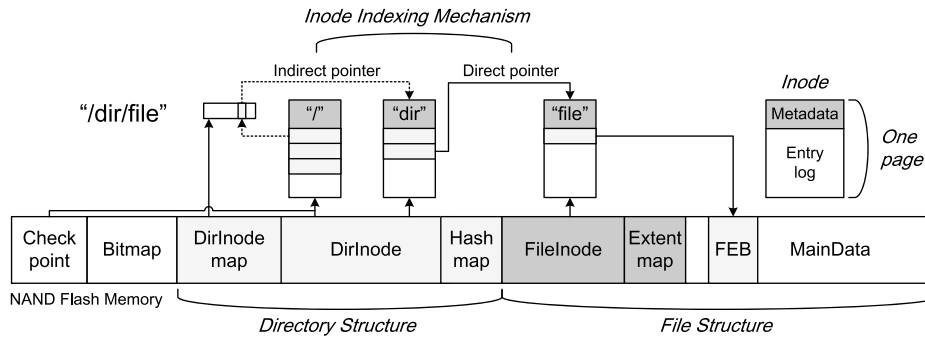 Inode Indexing Mechanism
Indirect pointer
Direct pointer
Inode
“/dir/file”
“/”
“dir”
“file”
Metadata
Entry
log
One
page
Check
point
Bitmap
DirInode
map
DirInode
Hash
map
FileInode
Extent
map
FEB
MainData
NAND Flash Memory
Directory Structure
File Structure